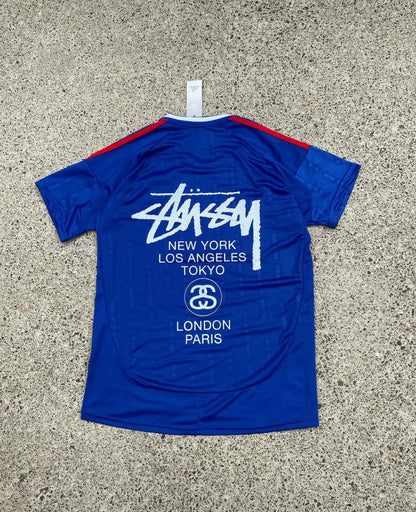 Stüssy
NEW YORK
LOS ANGELES
TOKYO
LONDON
PARIS